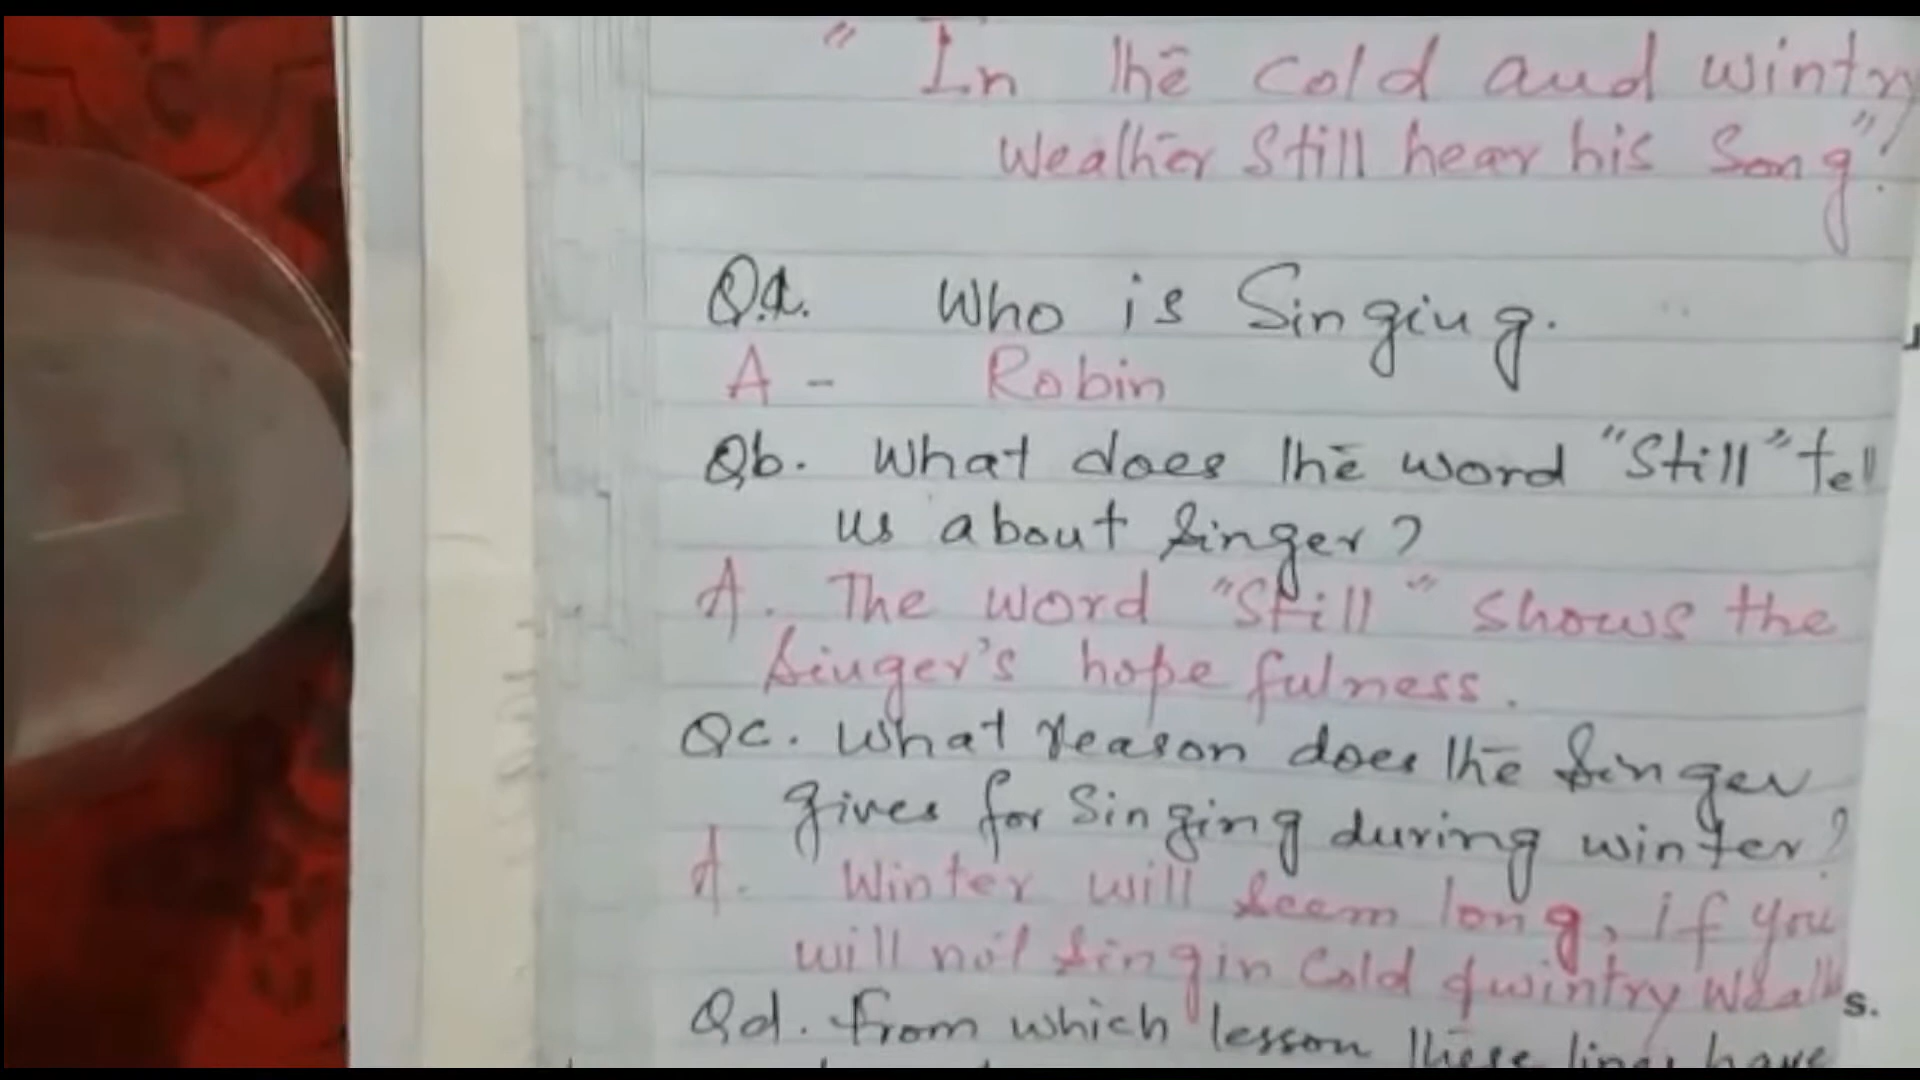 "In the cold and wintry
Weather Still hear his Song".
Q.a. Who is Singing.
A - Robin
Qb. What does the word "Still" tell
us about Singer?
A. The word "Still" shows the
Singer's hopefulness.
Qc. What reason does the Singer
gives for Singing during winter?
A. Winter will seem long, if you
will not sing in Cold & wintry
s.
Qd. From which lesson these lines have